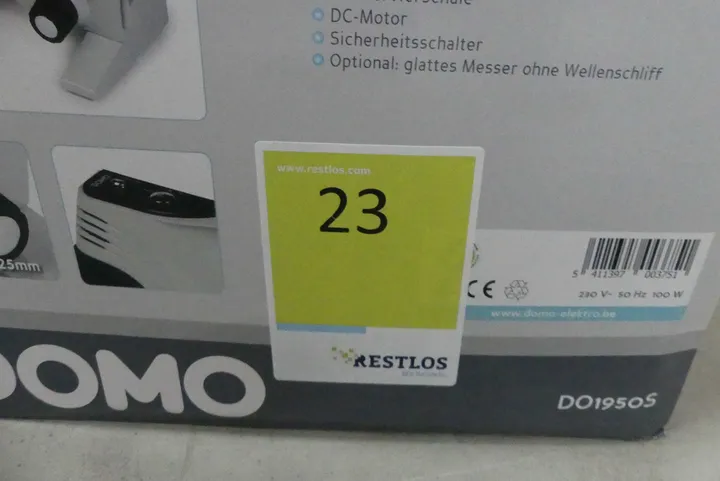 DC-Motor
Sicherheitsschalter
Optional: glattes Messer ohne Wellenschliff
www.restlos.com
23
25mm
5 411397 003751
CE
230 V~ 50 Hz 100 W
www.domo-elektro.be
RESTLOS
DOMO
DO1950S